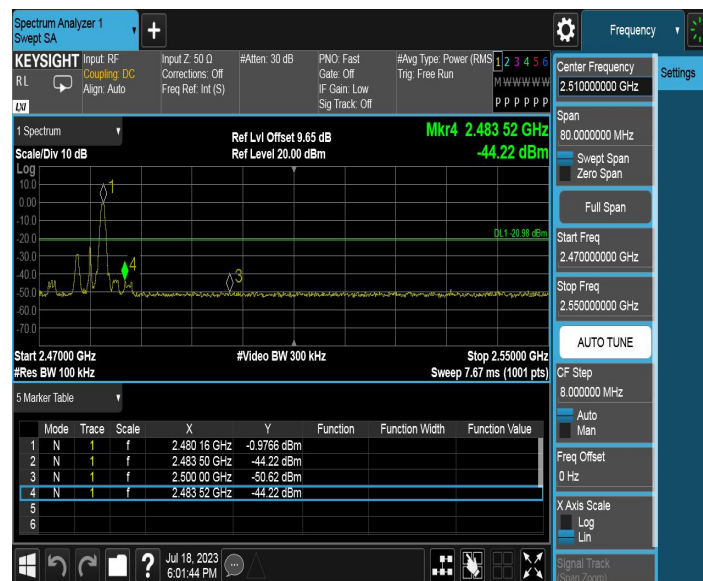 Spectrum Analyzer 1
Swept SA
+
Frequency
KEYSIGHT
RL
LXI
Input: RF
Coupling: DC
Align: Auto
Input Z: 50 Ω
Corrections: Off
Freq Ref: Int (S)
#Atten: 30 dB
PNO: Fast
Gate: Off
IF Gain: Low
Sig Track: Off
#Avg Type: Power (RMS
Trig: Free Run
1 2 3 4 5 6
M W W W W W
P P P P P P
1 Spectrum
Scale/Div 10 dB
Ref Lvl Offset 9.65 dB
Ref Level 20.00 dBm
Mkr4 2.483 52 GHz
-44.22 dBm
Log
10.0
0.00
-10.0
-20.0
-30.0
-40.0
-50.0
-60.0
-70.0
1
4
3
DL1 -20.98 dBm
Start 2.47000 GHz
#Video BW 300 kHz
Stop 2.55000 GHz
#Res BW 100 kHz
Sweep 7.67 ms (1001 pts)
5 Marker Table
Mode Trace Scale X Y Function Function Width Function Value
1 N 1 f 2.480 16 GHz -0.9766 dBm
2 N 1 f 2.483 50 GHz -44.22 dBm
3 N 1 f 2.500 00 GHz -50.62 dBm
4 N 1 f 2.483 52 GHz -44.22 dBm
5
6
?
Jul 18, 2023
6:01:44 PM
Center Frequency
2.510000000 GHz
Settings
Span
80.0000000 MHz
Swept Span
Zero Span
Full Span
Start Freq
2.470000000 GHz
Stop Freq
2.550000000 GHz
AUTO TUNE
CF Step
8.000000 MHz
Auto
Man
Freq Offset
0 Hz
X Axis Scale
Log
Lin
Signal Track
(Span Zoom)